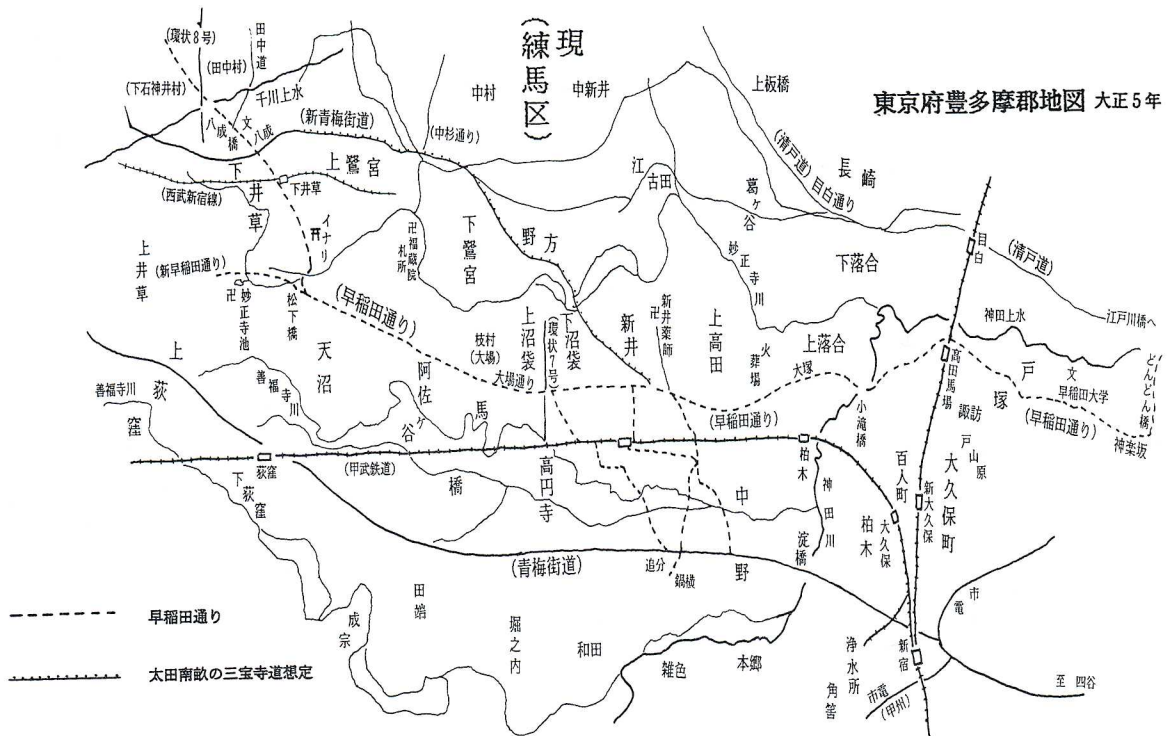 東京府豊多摩郡地図 大正5年
現(練馬区)
(環状8号)
田中道
(田中村)
(下石神井村)
千川上水
八成橋
文
八成
(新青梅街道)
(中杉通り)
中村
中新井
上板橋
上鷺宮
下井草
下井草
(西武新宿線)
イナリ
上井草
(新早稲田通り)
卍
妙正寺池
松下橋
(早稲田通り)
卍福蔵院
札所
下鷺宮
野方
江古田
葛ヶ谷
(清戸道)目白通り
長崎
目白
(清戸道)
江戸川橋へ
妙正寺川
下落合
神田上水
どんどん橋
上荻窪
善福寺川
天沼
善福寺川
阿佐ヶ谷
枝村
(大場)
大場通り
上沼袋
(環状7号)
下沼袋
新井
卍
新井薬師
上高田
火葬場
上落合
大塚
小滝橋
高田馬場
戸塚
文
早稲田大学
諏訪
戸山原
(早稲田通り)
神楽坂
(早稲田通り)
馬橋
高円寺
(甲武鉄道)
荻窪
下荻窪
中野
柏木
神田川
淀橋
百人町
大久保
柏木
新大久保
大久保町
(青梅街道)
追分
鍋横
田端
成宗
堀之内
和田
雑色
本郷
浄水所
角筈
新宿
市電
市電
(甲州)
至 四谷
早稲田通り
太田南畝の三宝寺道想定